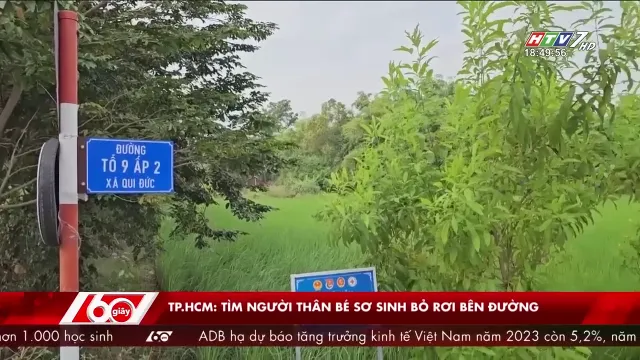 HTV7 HD
18:49:56
ĐƯỜNG
TỔ 9 ẤP 2
XÃ QUI ĐỨC
60 giây
TP.HCM: TÌM NGƯỜI THÂN BÉ SƠ SINH BỎ RƠI BÊN ĐƯỜNG
hơn 1.000 học sinh 60 ADB hạ dự báo tăng trưởng kinh tế Việt Nam năm 2023 còn 5,2%, năm